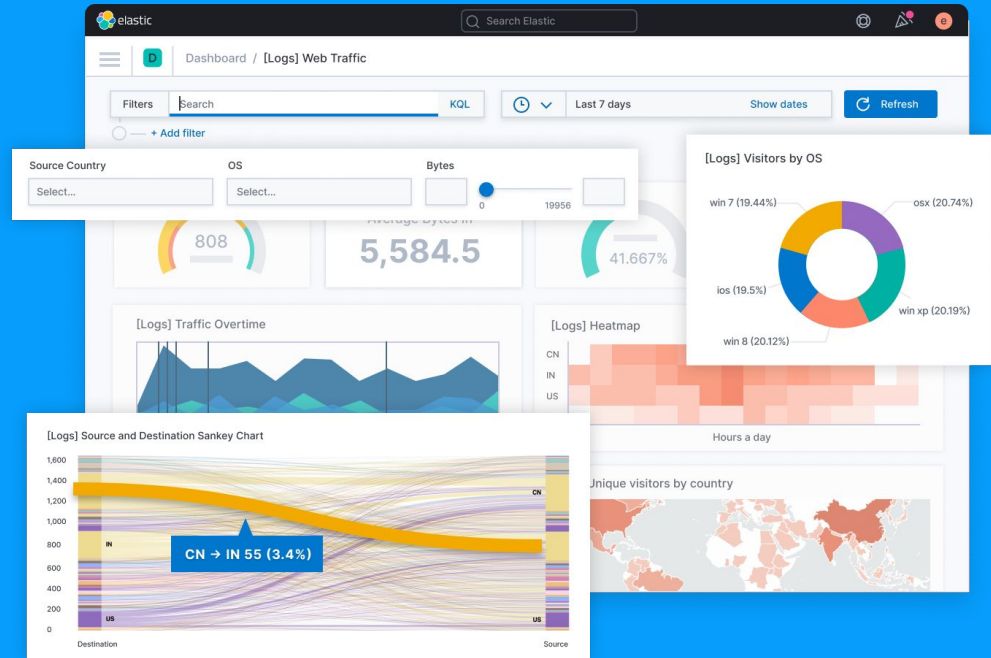 elastic
Search Elastic
e
D
Dashboard / [Logs] Web Traffic
Filters
Search
KQL
Last 7 days
Show dates
Refresh
+ Add filter
Source Country
OS
Bytes
Select...
Select...
0
19956
[Logs] Visitors by OS
win 7 (19.44%)
osx (20.74%)
ios (19.5%)
win xp (20.19%)
win 8 (20.12%)
808
Average Bytes in
5,584.5
41.667%
[Logs] Traffic Overtime
[Logs] Heatmap
CN
IN
US
Hours a day
[Logs] Source and Destination Sankey Chart
1,600
1,400
1,200
1,000
800
600
400
200
0
CN
IN
CN → IN 55 (3.4%)
US
US
Destination
Source
Unique visitors by country